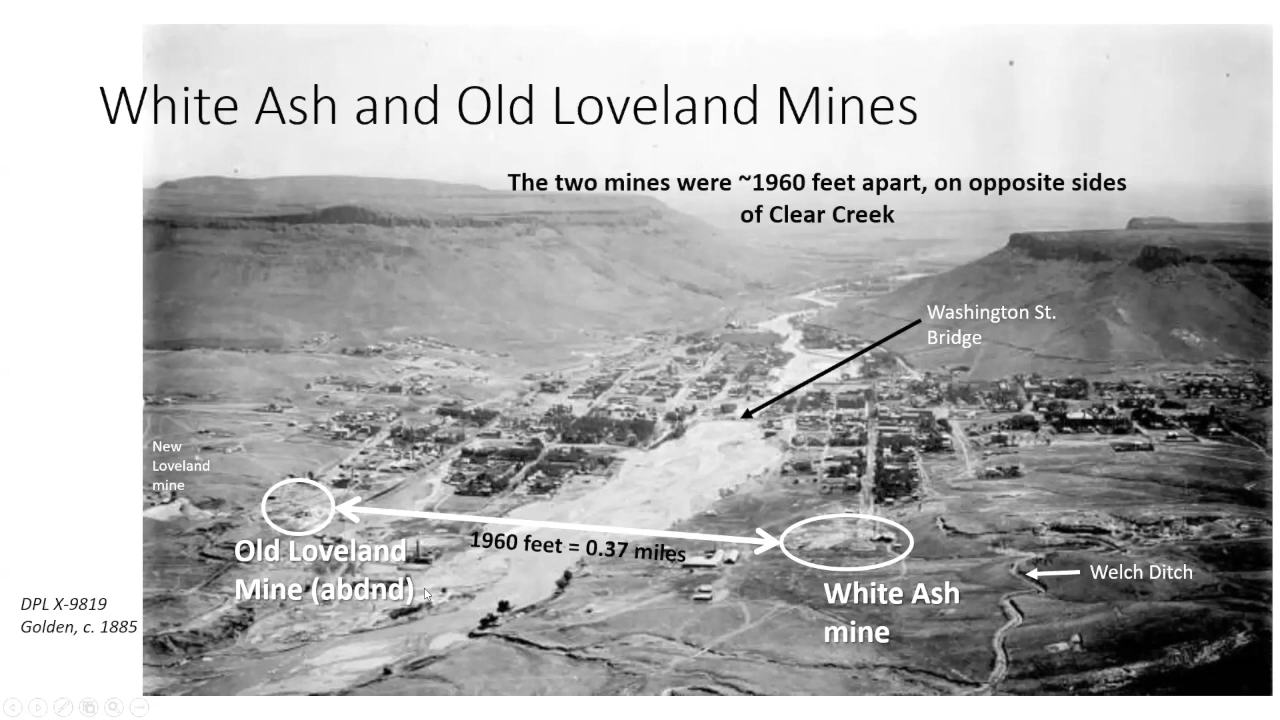 White Ash and Old Loveland Mines
The two mines were ~1960 feet apart, on opposite sides
of Clear Creek
Washington St.
Bridge
New
Loveland
mine
1960 feet = 0.37 miles
Old Loveland
Mine (abdnd)
White Ash
mine
Welch Ditch
DPL X-9819
Golden, c. 1885